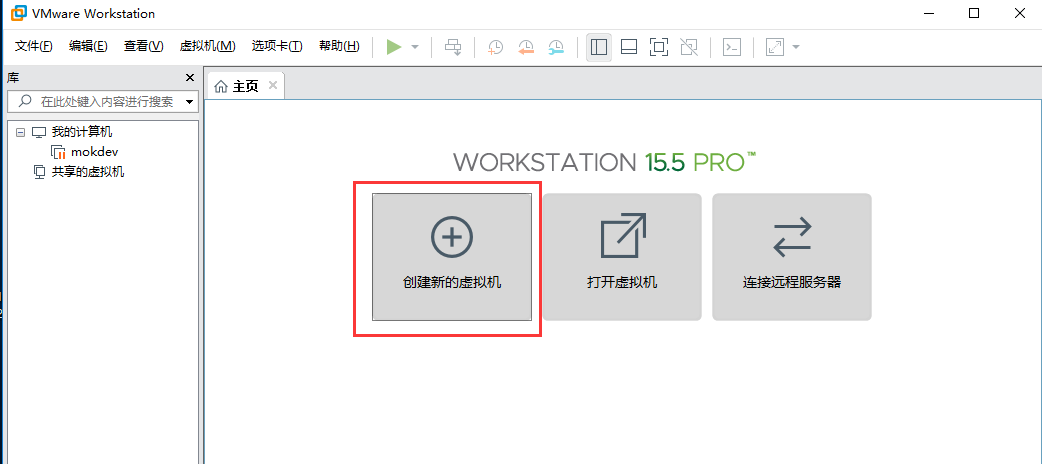 VMware Workstation
文件(F) 编辑(E) 查看(V) 虚拟机(M) 选项卡(T) 帮助(H)
库
主页
在此处键入内容进行搜索
我的计算机
mokdev
共享的虚拟机
WORKSTATION 15.5 PRO™
创建新的虚拟机
打开虚拟机
连接远程服务器